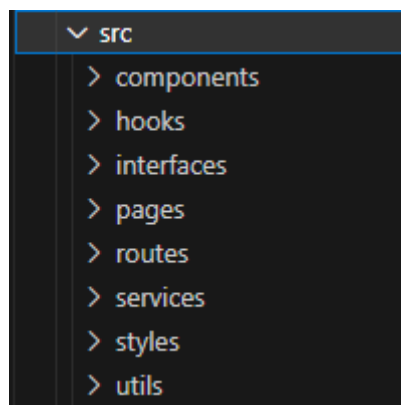 src
components
hooks
interfaces
pages
routes
services
styles
utils